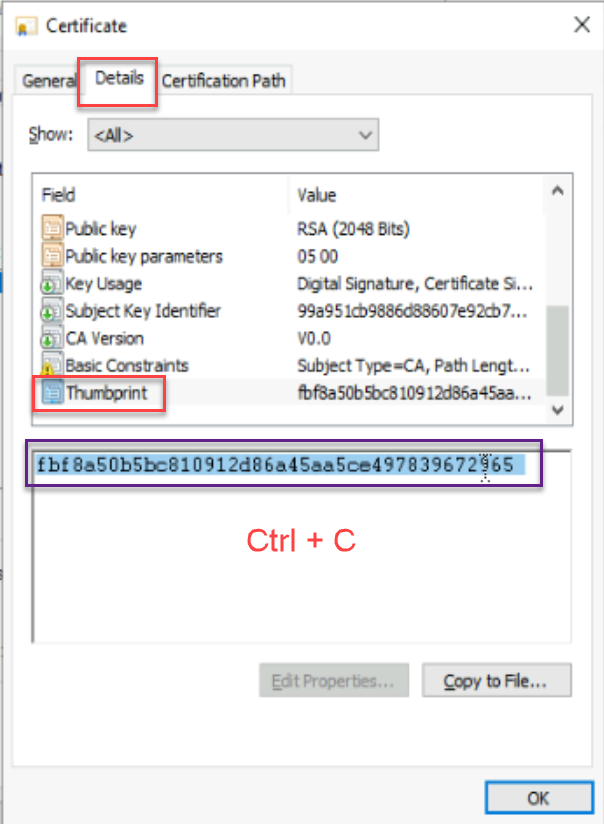 Certificate
General Details Certification Path
Show: <All>
Field Value
Public key RSA (2048 Bits)
Public key parameters 05 00
Key Usage Digital Signature, Certificate Si...
Subject Key Identifier 99a951cb9886d88607e92cb7...
CA Version V0.0
Basic Constraints Subject Type=CA, Path Lengt...
Thumbprint fbf8a50b5bc810912d86a45aa...
fbf8a50b5bc810912d86a45aa5ce497839672965
Ctrl + C
Edit Properties...
Copy to File...
OK